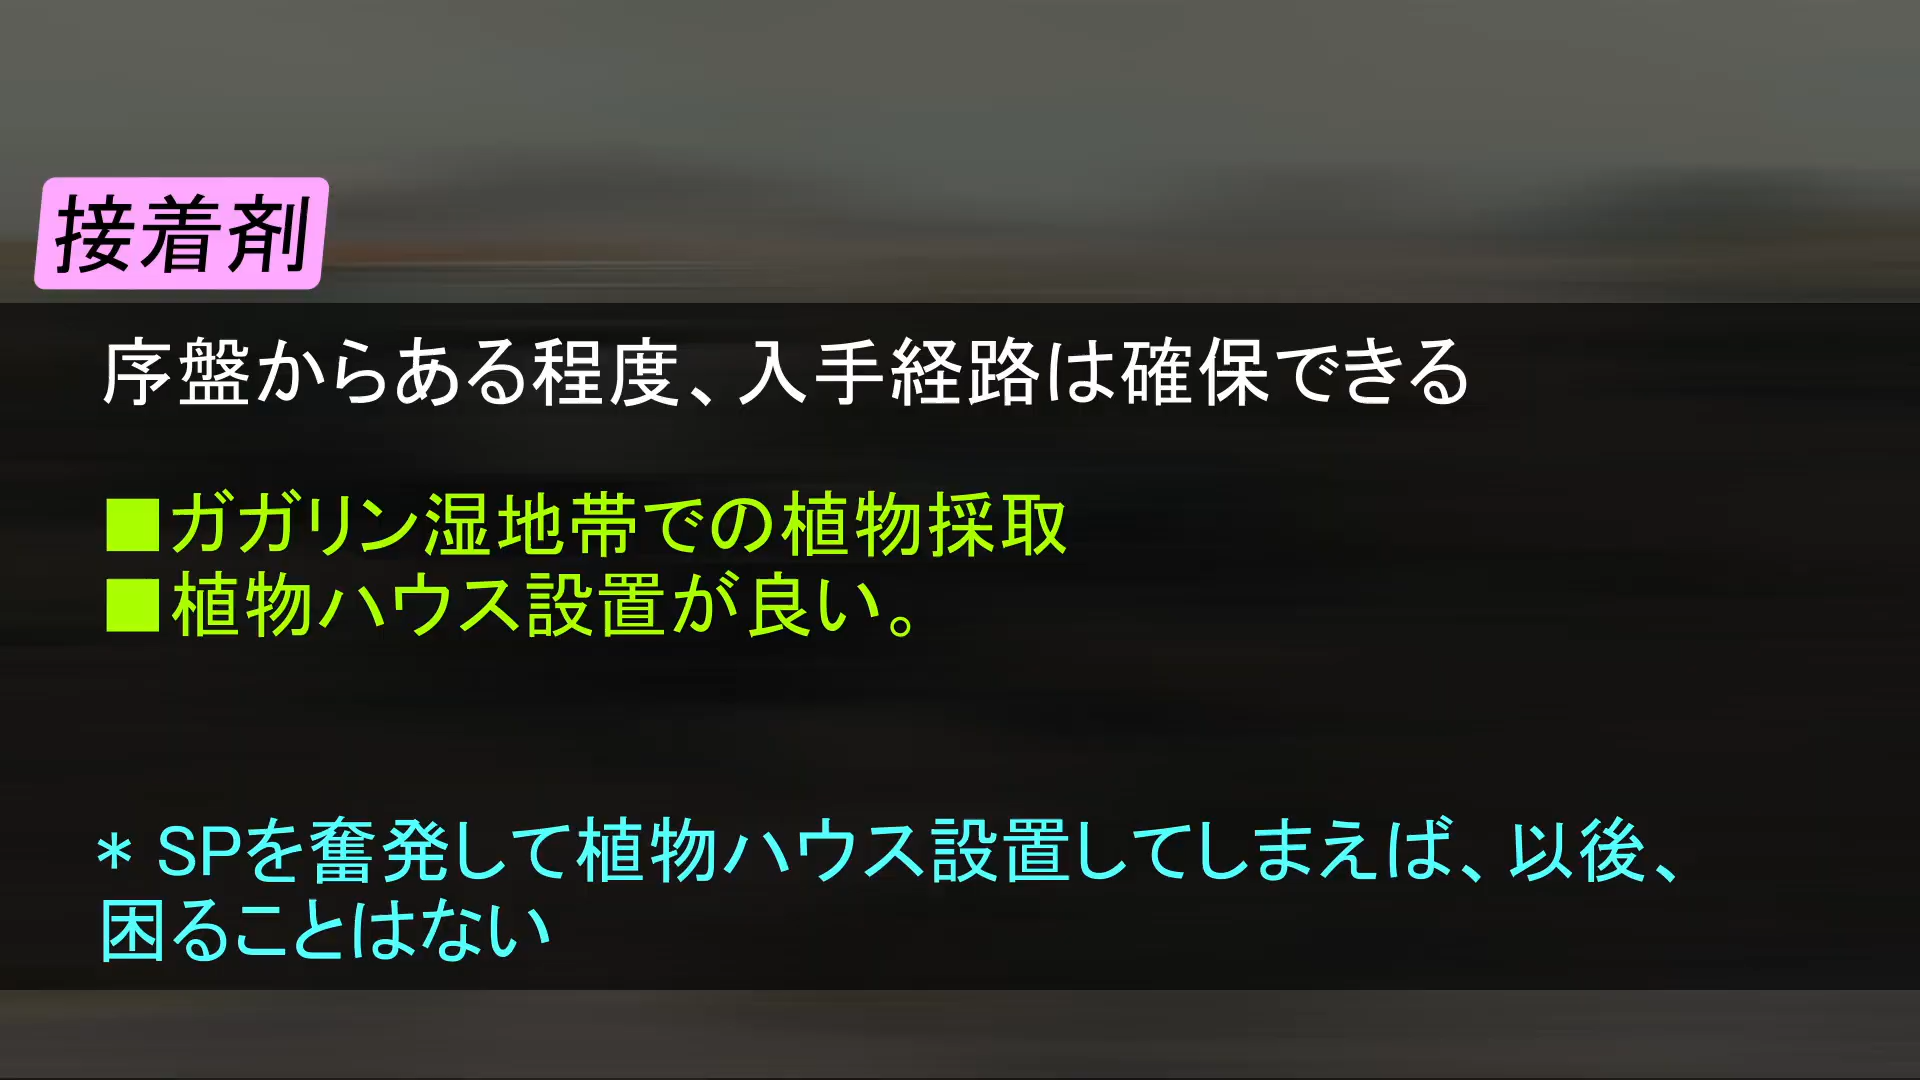 接着剤
序盤からある程度、入手経路は確保できる
■ガガリン湿地帯での植物採取
■植物ハウス設置が良い。
* SPを奮発して植物ハウス設置してしまえば、以後、
困ることはない